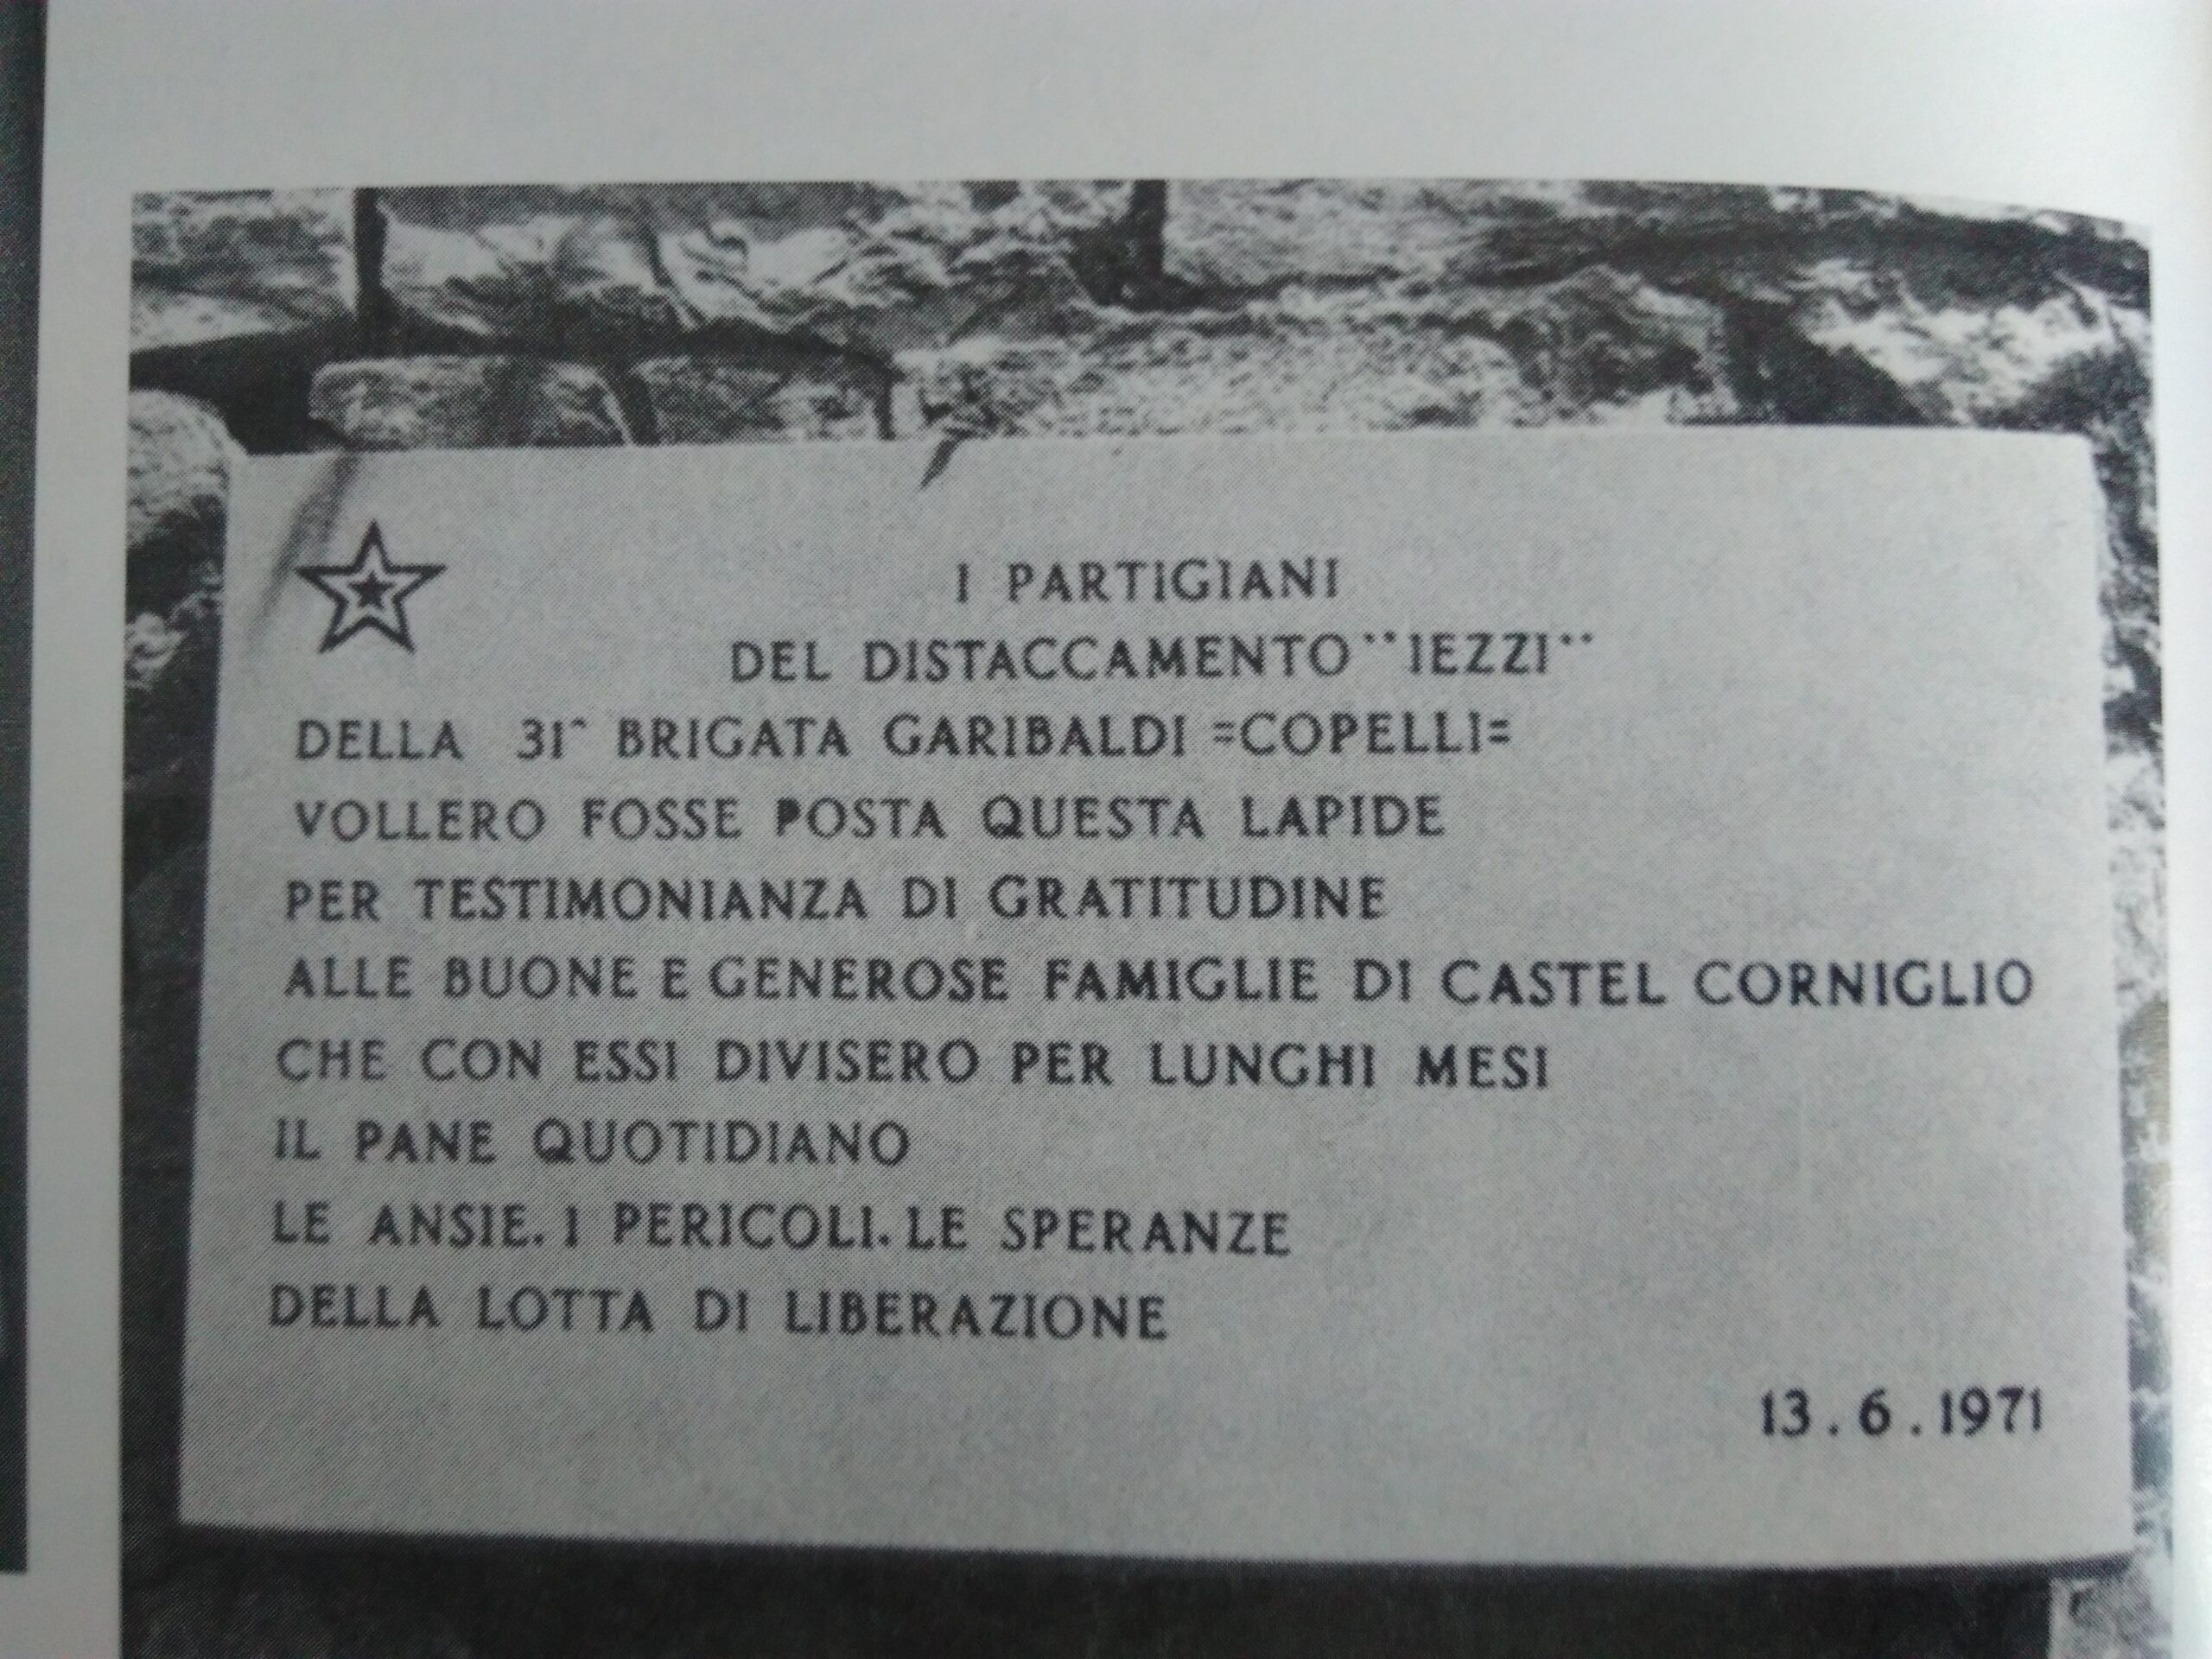 I PARTIGIANI
DEL DISTACCAMENTO "IEZZI"
DELLA 31^ BRIGATA GARIBALDI =COPELLI=
VOLLERO FOSSE POSTA QUESTA LAPIDE
PER TESTIMONIANZA DI GRATITUDINE
ALLE BUONE E GENEROSE FAMIGLIE DI CASTEL CORNIGLIO
CHE CON ESSI DIVISERO PER LUNGHI MESI
IL PANE QUOTIDIANO
LE ANSIE. I PERICOLI. LE SPERANZE
DELLA LOTTA DI LIBERAZIONE
13.6.1971